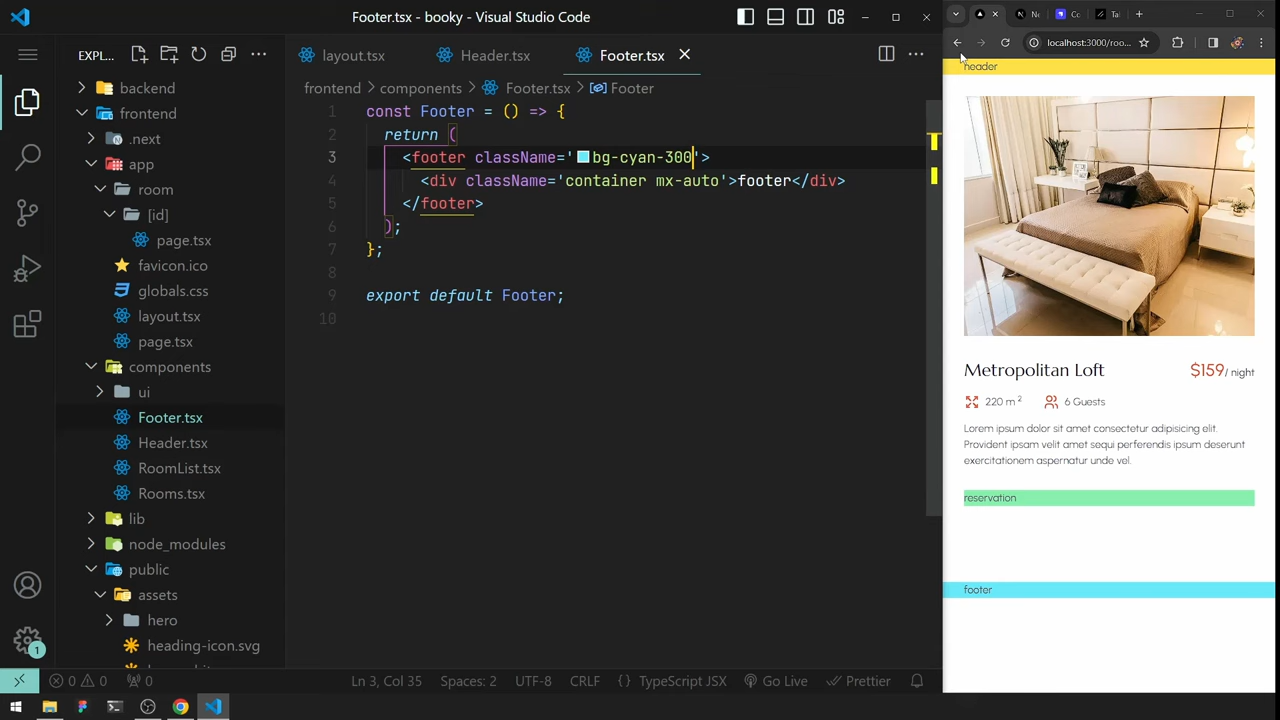 Footer.tsx - booky - Visual Studio Code
EXPL...
layout.tsx
Header.tsx
Footer.tsx
frontend
components
Footer.tsx
Footer
backend
frontend
.next
app
room
[id]
page.tsx
favicon.ico
globals.css
layout.tsx
page.tsx
components
ui
Footer.tsx
Header.tsx
RoomList.tsx
Rooms.tsx
lib
node_modules
public
assets
hero
heading-icon.svg
1
1 const Footer = () => {
2 return (
3 <footer className='bg-cyan-300'>
4 <div className='container mx-auto'>footer</div>
5 </footer>
6 );
7 };
8
9 export default Footer;
10
0 0
0
Ln 3, Col 35
Spaces: 2
UTF-8
CRLF
{ } TypeScript JSX
Go Live
Prettier
localhost:3000/roo...
header
Metropolitan Loft
$159/ night
220 m 2
6 Guests
Lorem ipsum dolor sit amet consectetur adipisicing elit.
Provident ipsam velit amet sequi perferendis ipsum deserunt
exercitationem aspernatur unde vel.
reservation
footer